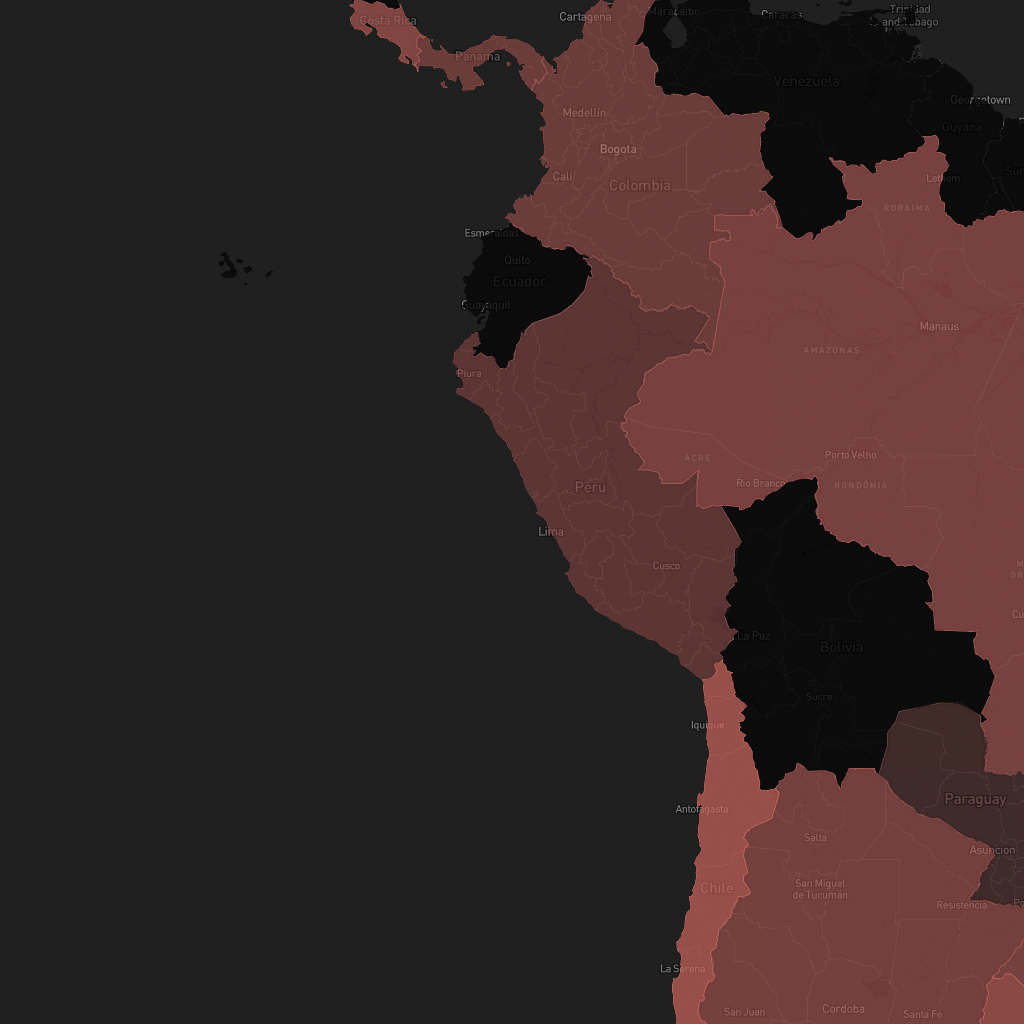 Trinidad
and Tobago
Maracaibo
Caracas
Cartagena
Costa Rica
Panama
Venezuela
Georgetown
Medellín
Guyana
Bogota
Cali
Lethem
Colombia
RORAIMA
Esmeraldas
Quito
Ecuador
Guayaquil
Manaus
AMAZONAS
Piura
Porto Velho
ACRE
Rio Branco
RONDÔNIA
Peru
Lima
Cusco
La Paz
Bolivia
Sucre
Iquique
Paraguay
Antofagasta
Salta
Asuncion
San Miguel
de Tucumán
Chile
Resistencia
La Serena
San Juan
Cordoba
Santa Fe